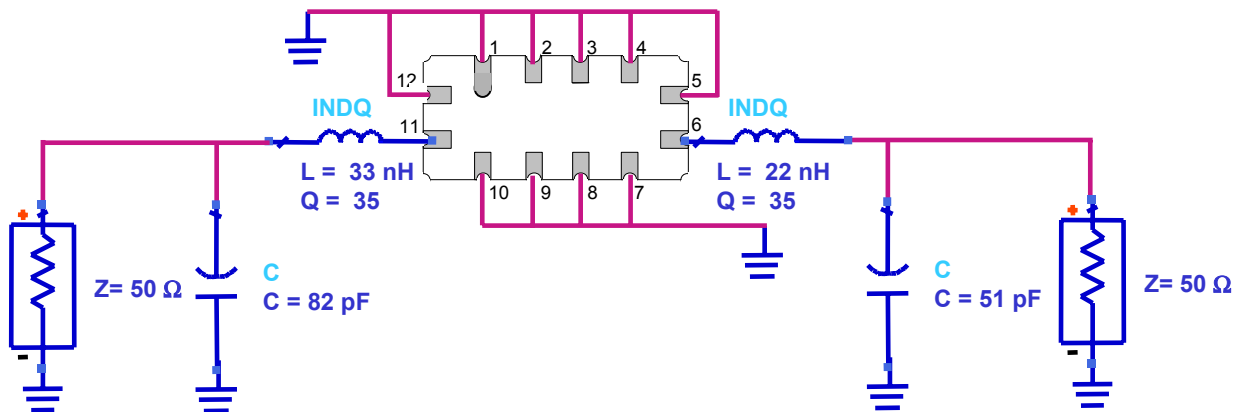 1
2
3
4
5
12
11
6
10
9
8
7
INDQ
L = 33 nH
Q = 35
INDQ
L = 22 nH
Q = 35
+
-
Z= 50 Ω
C
C = 82 pF
C
C = 51 pF
+
-
Z= 50 Ω